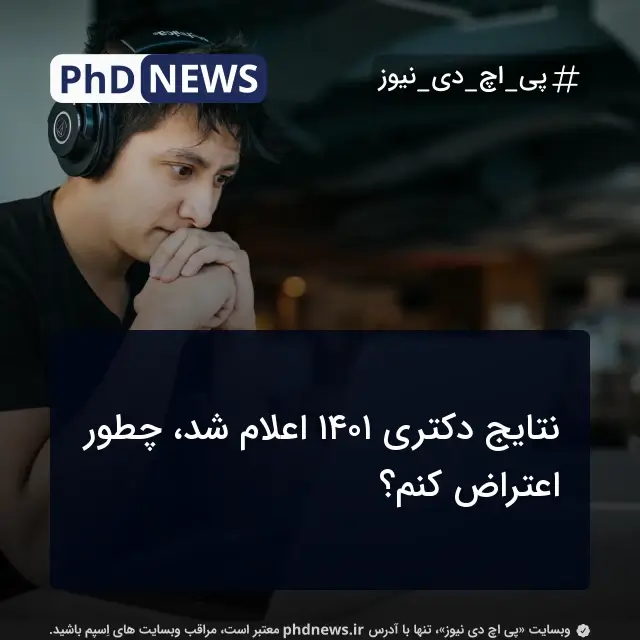 PhD NEWS
#پی_اچ_دی_نیوز
نتایج دکتری ۱۴۰۱ اعلام شد، چطور
اعتراض کنم؟
وبسایت «پی اچ دی نیوز»، تنها با آدرس phdnews.ir معتبر است، مراقب وبسایت های اِسپم باشید.